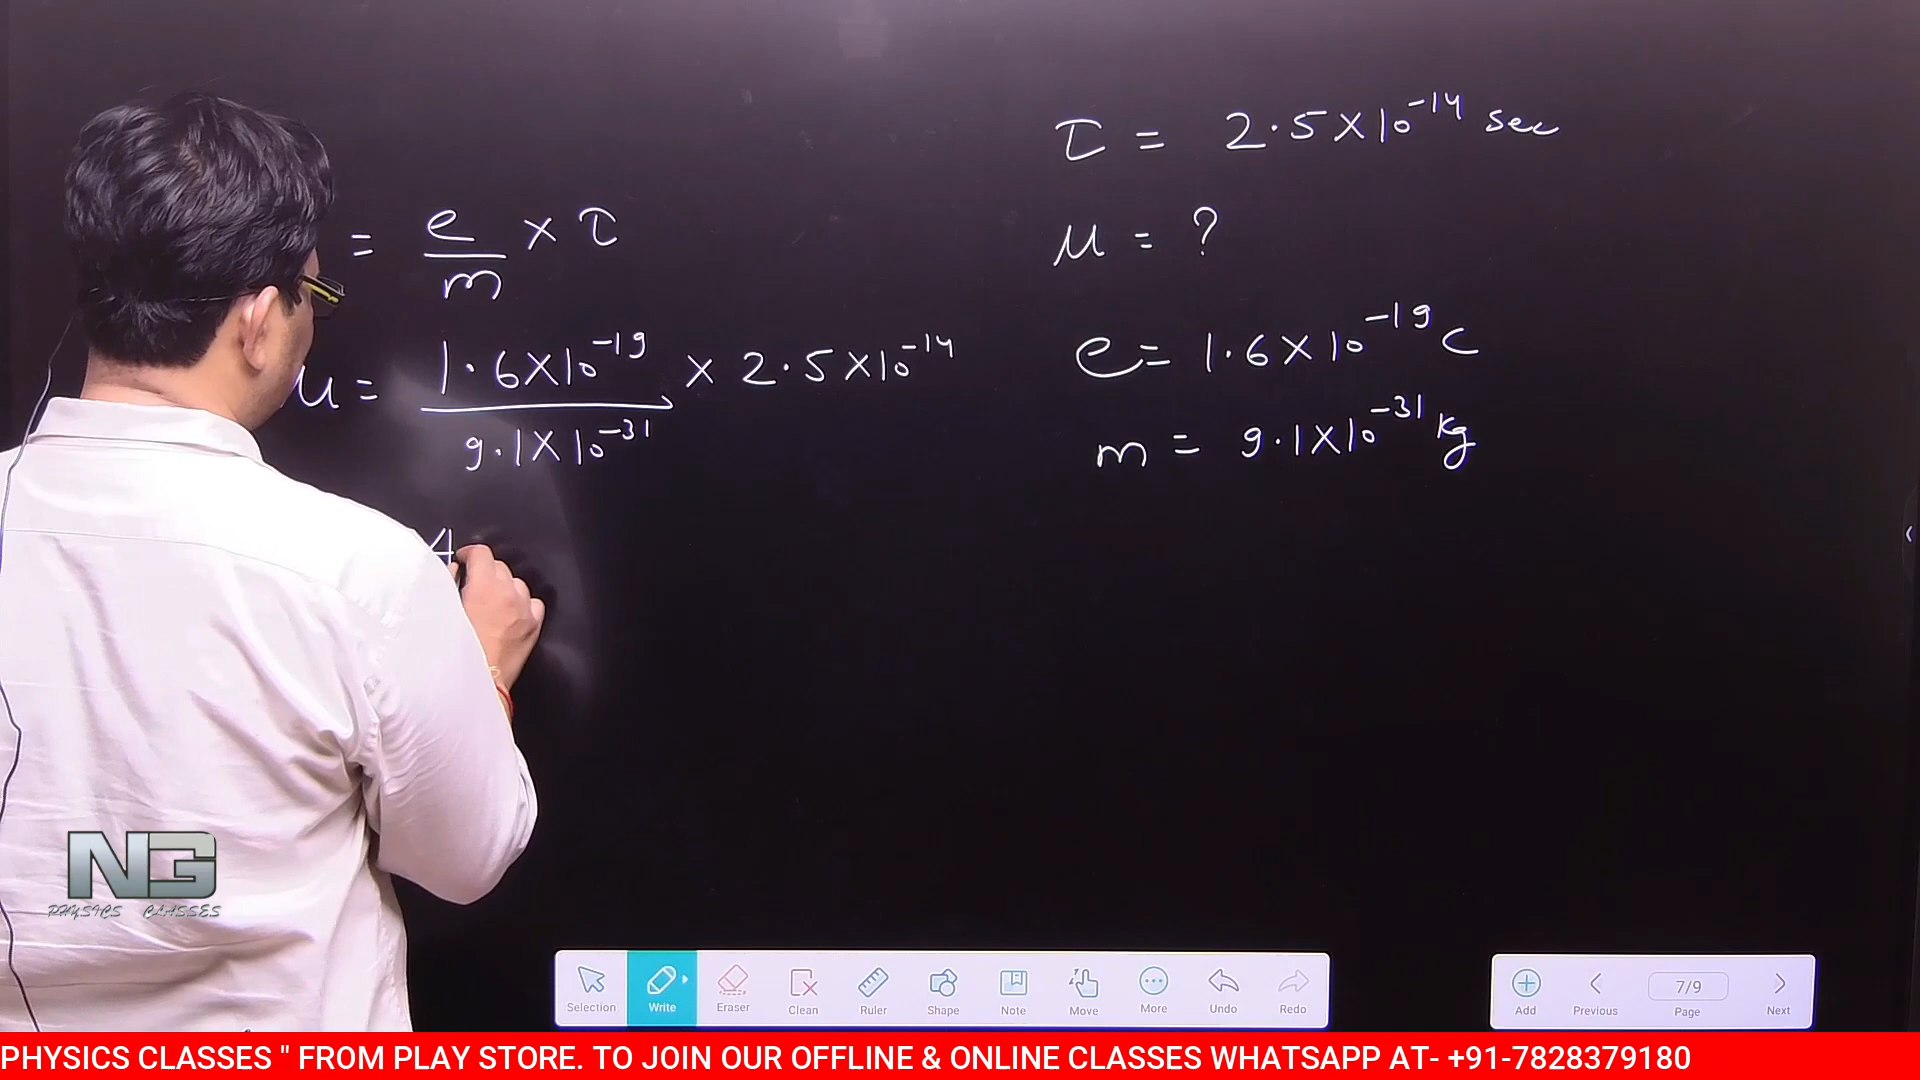 τ = 2.5×10⁻¹⁴ sec
= e/m × τ
μ = ?
μ = 1.6×10⁻¹⁹/9.1×10⁻³¹ × 2.5×10⁻¹⁴
e = 1.6×10⁻¹⁹ C
m = 9.1×10⁻³¹ kg
4
NG
PHYSICS CLASSES
Selection Write Eraser Clean Ruler Shape Note Move More Undo Redo
Add Previous 7/9 Page Next
PHYSICS CLASSES " FROM PLAY STORE. TO JOIN OUR OFFLINE & ONLINE CLASSES WHATSAPP AT- +91-7828379180